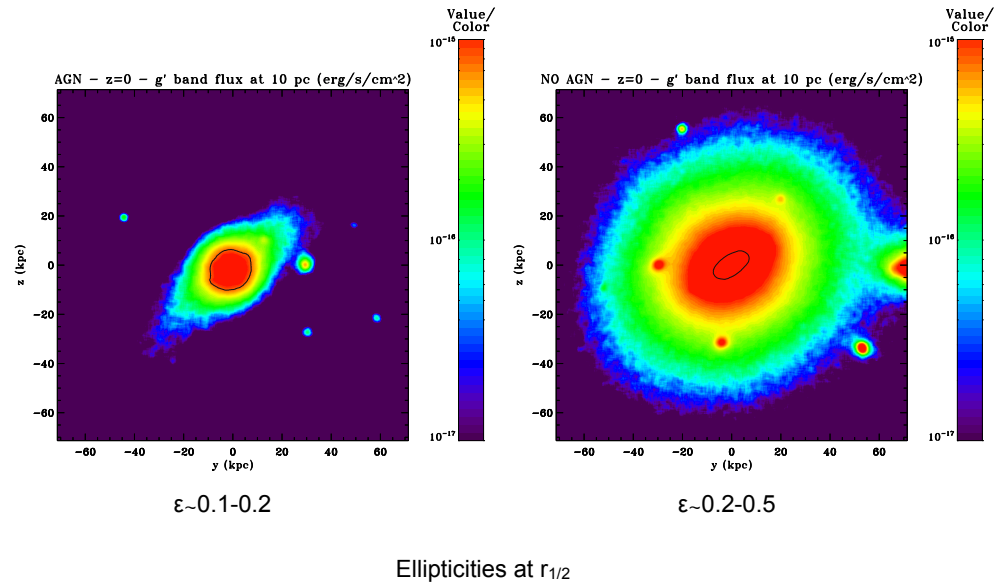 Value/
Color
AGN - z=0 - g' band flux at 10 pc (erg/s/cm^2)
10⁻¹⁵
10⁻¹⁶
10⁻¹⁷
60
40
20
0
-20
-40
-60
z (kpc)
-60 -40 -20 0 20 40 60
y (kpc)
ε~0.1-0.2
Value/
Color
NO AGN - z=0 - g' band flux at 10 pc (erg/s/cm^2)
10⁻¹⁵
10⁻¹⁶
10⁻¹⁷
60
40
20
0
-20
-40
-60
z (kpc)
-60 -40 -20 0 20 40 60
y (kpc)
ε~0.2-0.5
Ellipticities at r₁/₂